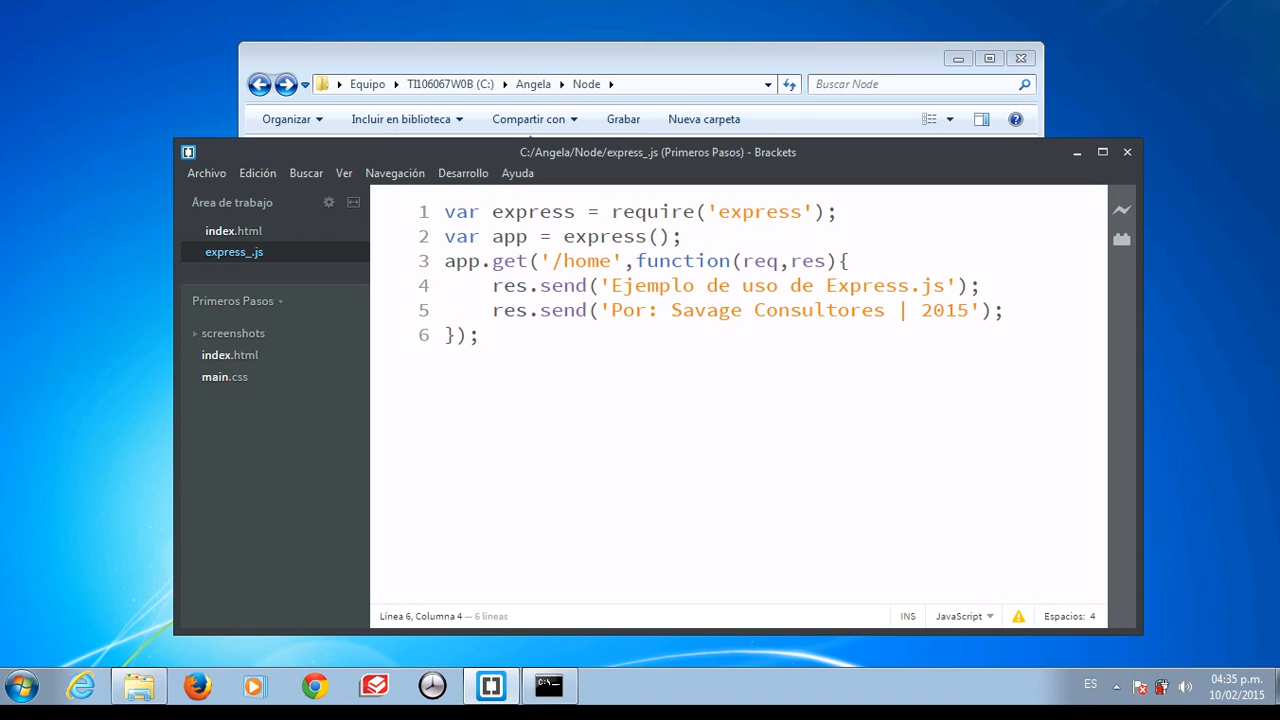 Equipo TI106067W0B (C:) Angela Node Buscar Node
Organizar Incluir en biblioteca Compartir con Grabar Nueva carpeta
C:/Angela/Node/express_.js (Primeros Pasos) - Brackets
Archivo Edición Buscar Ver Navegación Desarrollo Ayuda
Área de trabajo
index.html
express_.js
Primeros Pasos
screenshots
index.html
main.css
1 var express = require('express');
2 var app = express();
3 app.get('/home',function(req,res){
4 res.send('Ejemplo de uso de Express.js');
5 res.send('Por: Savage Consultores | 2015');
6 });
Línea 6, Columna 4 — 6 líneas INS JavaScript Espacios: 4
ES 04:35 p.m.
10/02/2015